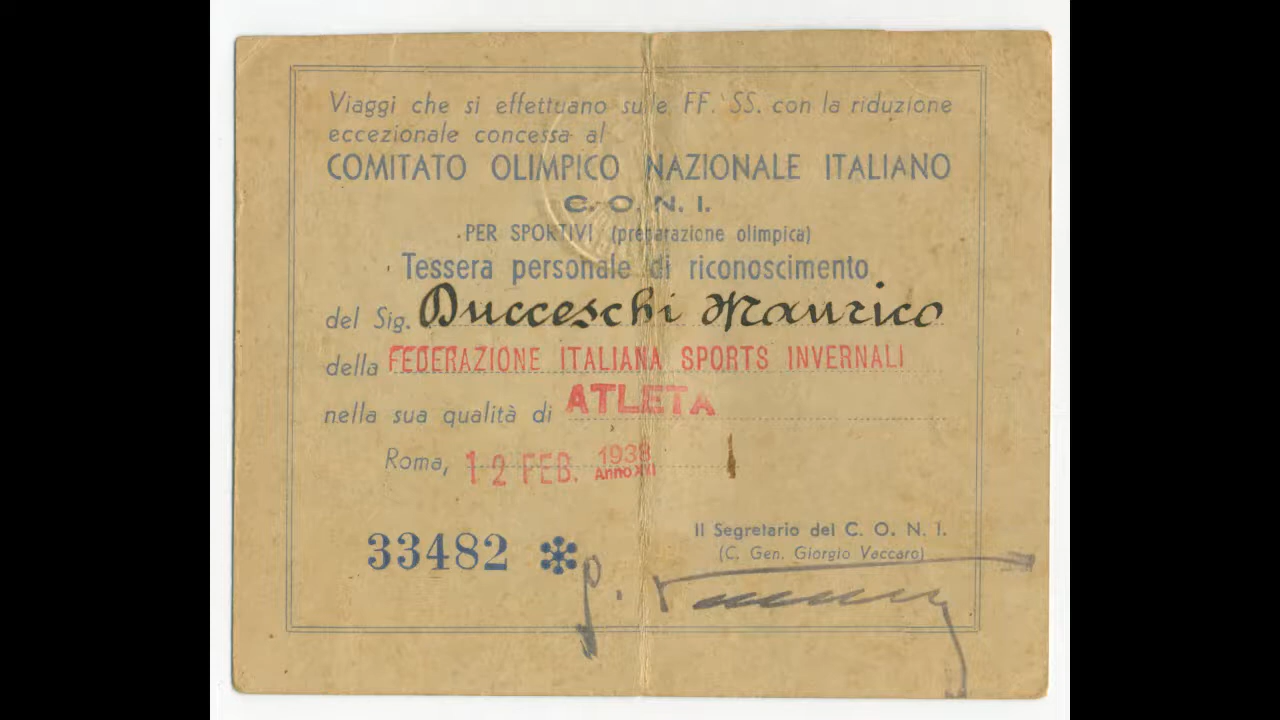 Viaggi che si effettuano sulle FF. SS. con la riduzione
eccezionale concessa al
COMITATO OLIMPICO NAZIONALE ITALIANO
C. O. N. I.
PER SPORTIVI (preparazione olimpica)
Tessera personale di riconoscimento
del Sig. Ducceschi Maurico
della FEDERAZIONE ITALIANA SPORTS INVERNALI
nella sua qualità di ATLETA
Roma, 12 FEB. 1938
Anno XVI
Il Segretario del C. O. N. I.
(C. Gen. Giorgio Vaccaro)
33482 *
G. Vaccaro